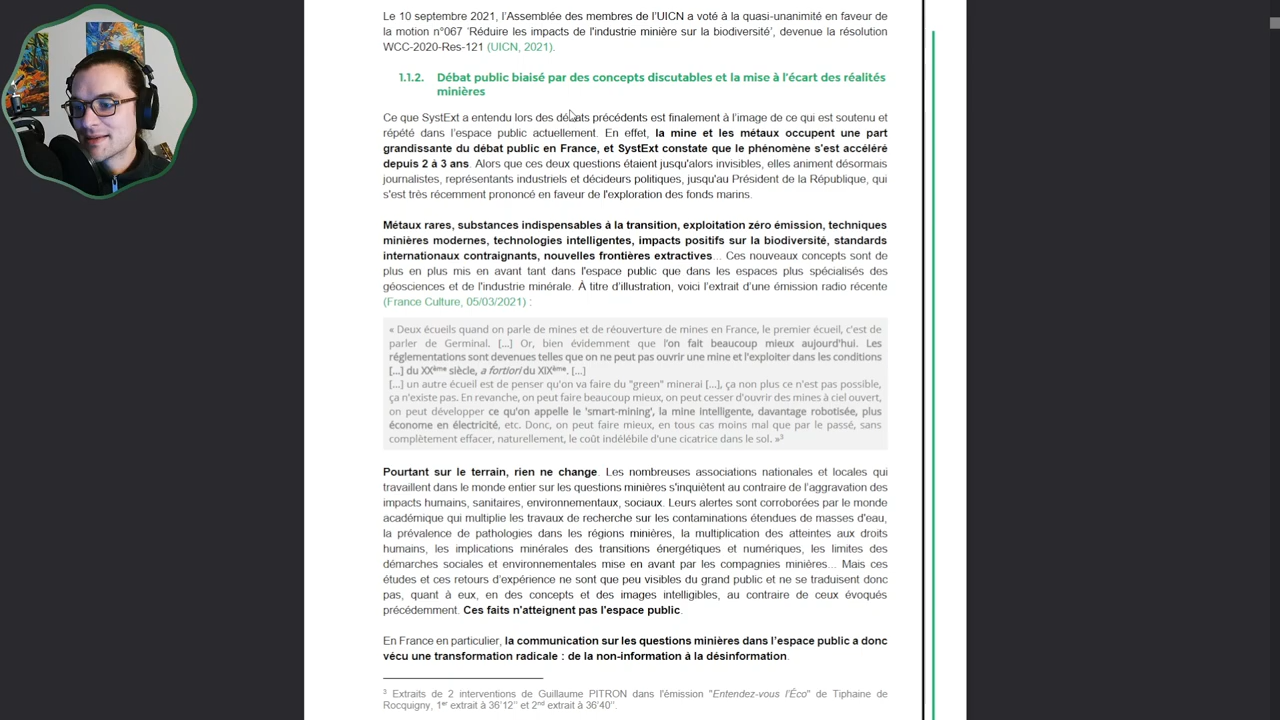 Le 10 septembre 2021, l'Assemblée des membres de l'UICN a voté à la quasi-unanimité en faveur de
la motion n°067 'Réduire les impacts de l'industrie minière sur la biodiversité', devenue la résolution
WCC-2020-Res-121 (UICN, 2021).
1.1.2. Débat public biaisé par des concepts discutables et la mise à l'écart des réalités
minières
Ce que SystExt a entendu lors des débats précédents est finalement à l'image de ce qui est soutenu et
répété dans l'espace public actuellement. En effet, la mine et les métaux occupent une part
grandissante du débat public en France, et SystExt constate que le phénomène s'est accéléré
depuis 2 à 3 ans. Alors que ces deux questions étaient jusqu'alors invisibles, elles animent désormais
journalistes, représentants industriels et décideurs politiques, jusqu'au Président de la République, qui
s'est très récemment prononcé en faveur de l'exploration des fonds marins.
Métaux rares, substances indispensables à la transition, exploitation zéro émission, techniques
minières modernes, technologies intelligentes, impacts positifs sur la biodiversité, standards
internationaux contraignants, nouvelles frontières extractives... Ces nouveaux concepts sont de
plus en plus mis en avant tant dans l'espace public que dans les espaces plus spécialisés des
géosciences et de l'industrie minérale. À titre d'illustration, voici l'extrait d'une émission radio récente
(France Culture, 05/03/2021) :
« Deux écueils quand on parle de mines et de réouverture de mines en France, le premier écueil, c'est de
parler de Germinal. [...] Or, bien évidemment que l'on fait beaucoup mieux aujourd'hui. Les
réglementations sont devenues telles que on ne peut pas ouvrir une mine et l'exploiter dans les conditions
[...] du XXème siècle, a fortiori du XIXème. [...]
[...] un autre écueil est de penser qu'on va faire du "green" minerai [...], ça non plus ce n'est pas possible,
ça n'existe pas. En revanche, on peut faire beaucoup mieux, on peut cesser d'ouvrir des mines à ciel ouvert,
on peut développer ce qu'on appelle le 'smart-mining', la mine intelligente, davantage robotisée, plus
économe en électricité, etc. Donc, on peut faire mieux, en tous cas moins mal que par le passé, sans
complètement effacer, naturellement, le coût indélébile d'une cicatrice dans le sol. »3
Pourtant sur le terrain, rien ne change. Les nombreuses associations nationales et locales qui
travaillent dans le monde entier sur les questions minières s'inquiètent au contraire de l'aggravation des
impacts humains, sanitaires, environnementaux, sociaux. Leurs alertes sont corroborées par le monde
académique qui multiplie les travaux de recherche sur les contaminations étendues de masses d'eau,
la prévalence de pathologies dans les régions minières, la multiplication des atteintes aux droits
humains, les implications minérales des transitions énergétiques et numériques, les limites des
démarches sociales et environnementales mise en avant par les compagnies minières... Mais ces
études et ces retours d'expérience ne sont que peu visibles du grand public et ne se traduisent donc
pas, quant à eux, en des concepts et des images intelligibles, au contraire de ceux évoqués
précédemment. Ces faits n'atteignent pas l'espace public.
En France en particulier, la communication sur les questions minières dans l'espace public a donc
vécu une transformation radicale : de la non-information à la désinformation.
3 Extraits de 2 interventions de Guillaume PITRON dans l'émission "Entendez-vous l'Éco" de Tiphaine de
Rocquigny, 1er extrait à 36'12'' et 2nd extrait à 36'40''.